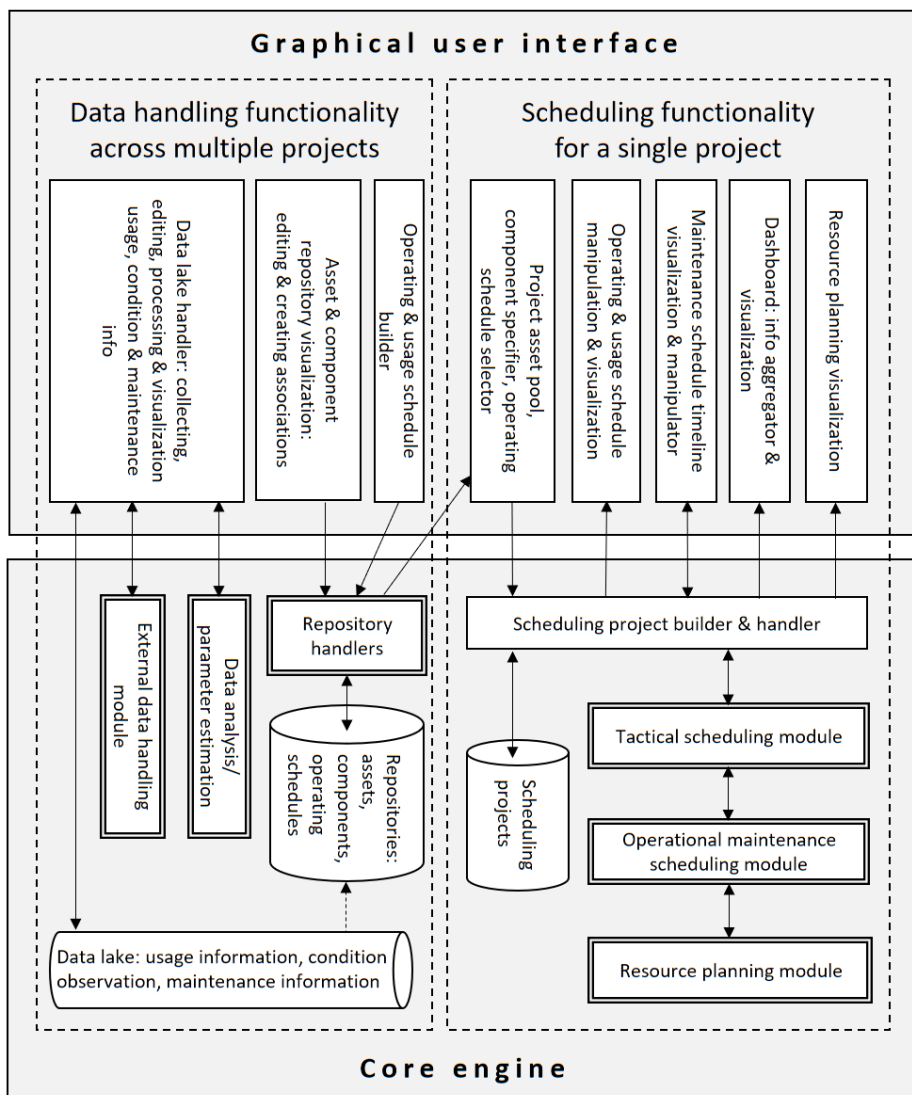 Graphical user interface
Data handling functionality
across multiple projects
Scheduling functionality
for a single project
Data lake handler: collecting,
editing, processing & visualization
usage, condition & maintenance
info
Asset & component
repository visualization:
editing & creating associations
Operating & usage schedule
builder
Project asset pool,
component specifier, operating
schedule selector
Operating & usage schedule
manipulation & visualization
Maintenance schedule timeline
visualization & manipulator
Dashboard: info aggregator &
visualization
Resource planning visualization
External data handling
module
Data analysis/
parameter estimation
Repository
handlers
Repositories:
assets,
components,
operating
schedules
Data lake: usage information, condition
observation, maintenance information
Scheduling project builder & handler
Scheduling
projects
Tactical scheduling module
Operational maintenance
scheduling module
Resource planning module
Core engine